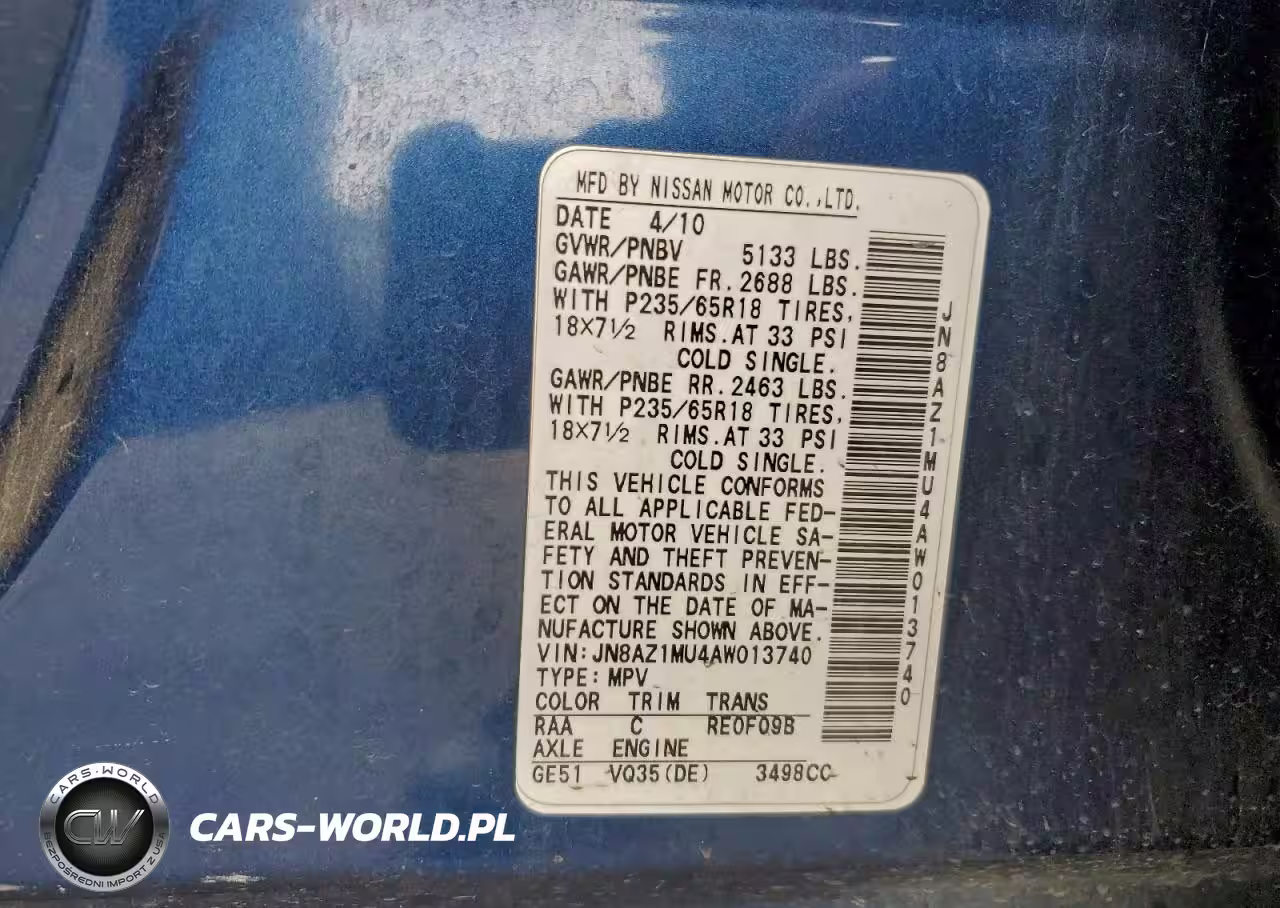 MFD BY NISSAN MOTOR CO.,LTD.
DATE 4/10
GVWR/PNBV 5133 LBS.
GAWR/PNBE FR. 2688 LBS.
WITH P235/65R18 TIRES,
18X7½ RIMS.AT 33 PSI
COLD SINGLE.
GAWR/PNBE RR. 2463 LBS.
WITH P235/65R18 TIRES,
18X7½ RIMS.AT 33 PSI
COLD SINGLE.
THIS VEHICLE CONFORMS
TO ALL APPLICABLE FED-
ERAL MOTOR VEHICLE SA-
FETY AND THEFT PREVEN-
TION STANDARDS IN EFF-
ECT ON THE DATE OF MA-
NUFACTURE SHOWN ABOVE.
VIN:JN8AZ1MU4AW013740
TYPE:MPV
COLOR TRIM TRANS
RAA C RE0F09B
AXLE ENGINE
GE51 VQ35(DE) 3498CC
JN8AZ1MU4AW013740
CARS-WORLD
CW
BEZPOŚREDNI IMPORT Z USA
CARS-WORLD.PL